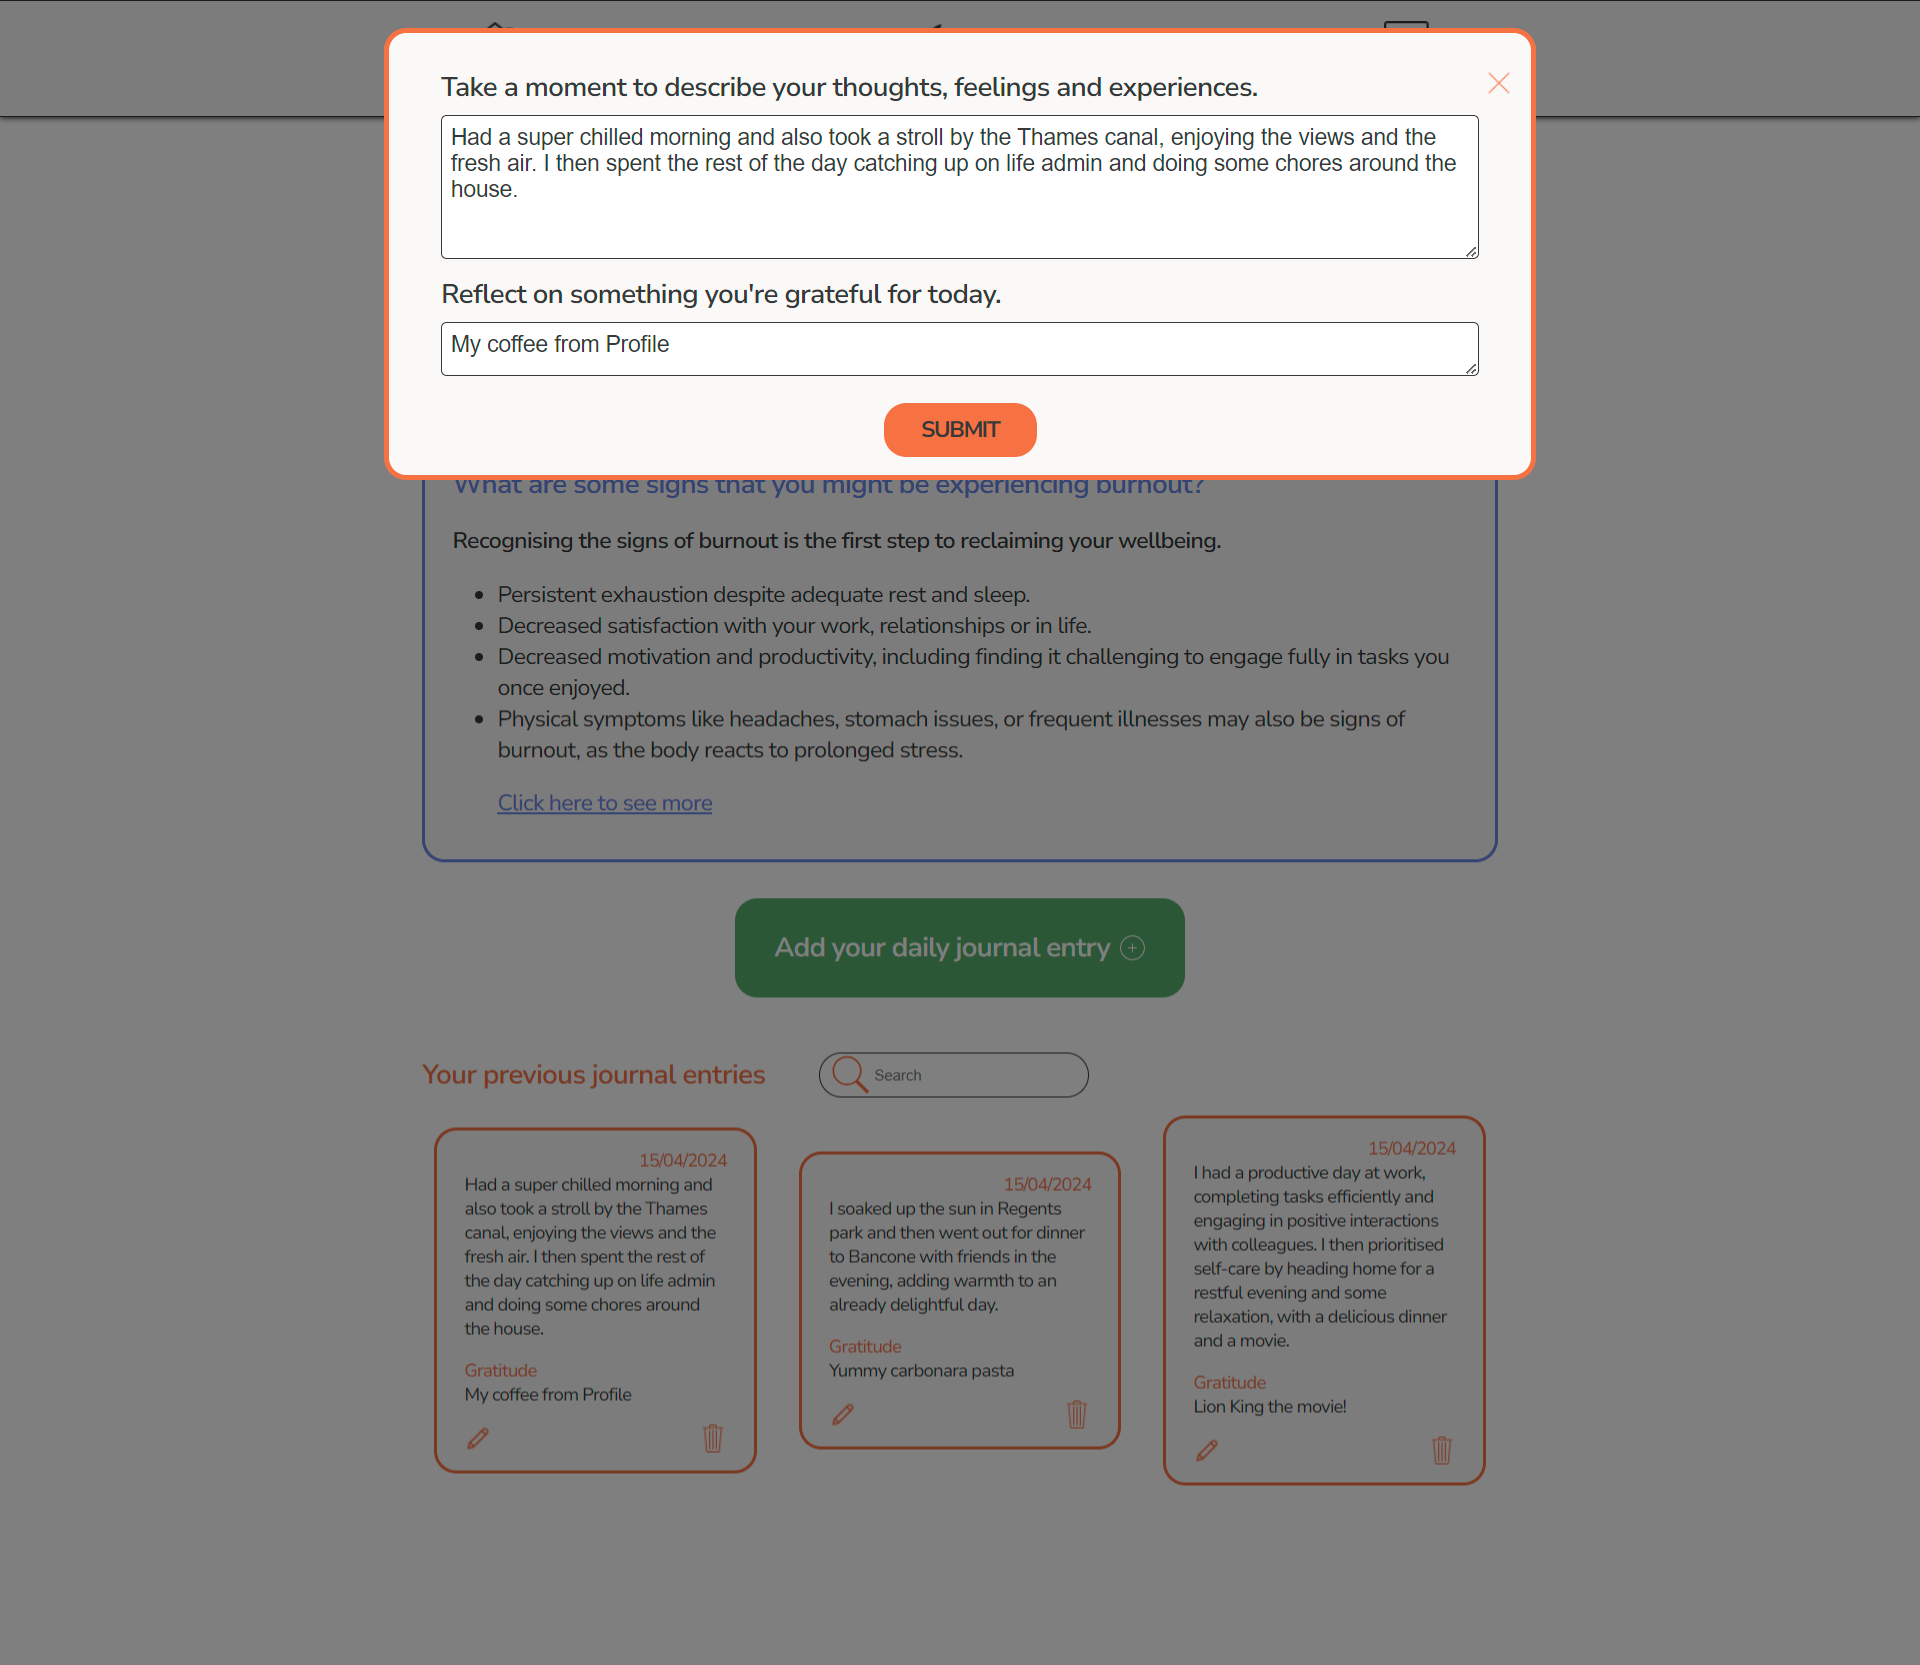 Take a moment to describe your thoughts, feelings and experiences.
Had a super chilled morning and also took a stroll by the Thames canal, enjoying the views and the
fresh air. I then spent the rest of the day catching up on life admin and doing some chores around the
house.
Reflect on something you're grateful for today.
My coffee from Profile
SUBMIT
What are some signs that you might be experiencing burnout?
Recognising the signs of burnout is the first step to reclaiming your wellbeing.
Persistent exhaustion despite adequate rest and sleep.
Decreased satisfaction with your work, relationships or in life.
Decreased motivation and productivity, including finding it challenging to engage fully in tasks you
once enjoyed.
Physical symptoms like headaches, stomach issues, or frequent illnesses may also be signs of
burnout, as the body reacts to prolonged stress.
Click here to see more
Add your daily journal entry
Your previous journal entries
Search
15/04/2024
Had a super chilled morning and
also took a stroll by the Thames
canal, enjoying the views and the
fresh air. I then spent the rest of
the day catching up on life admin
and doing some chores around
the house.
Gratitude
My coffee from Profile
15/04/2024
I soaked up the sun in Regents
park and then went out for dinner
to Bancone with friends in the
evening, adding warmth to an
already delightful day.
Gratitude
Yummy carbonara pasta
15/04/2024
I had a productive day at work,
completing tasks efficiently and
engaging in positive interactions
with colleagues. I then prioritised
self-care by heading home for a
restful evening and some
relaxation, with a delicious dinner
and a movie.
Gratitude
Lion King the movie!